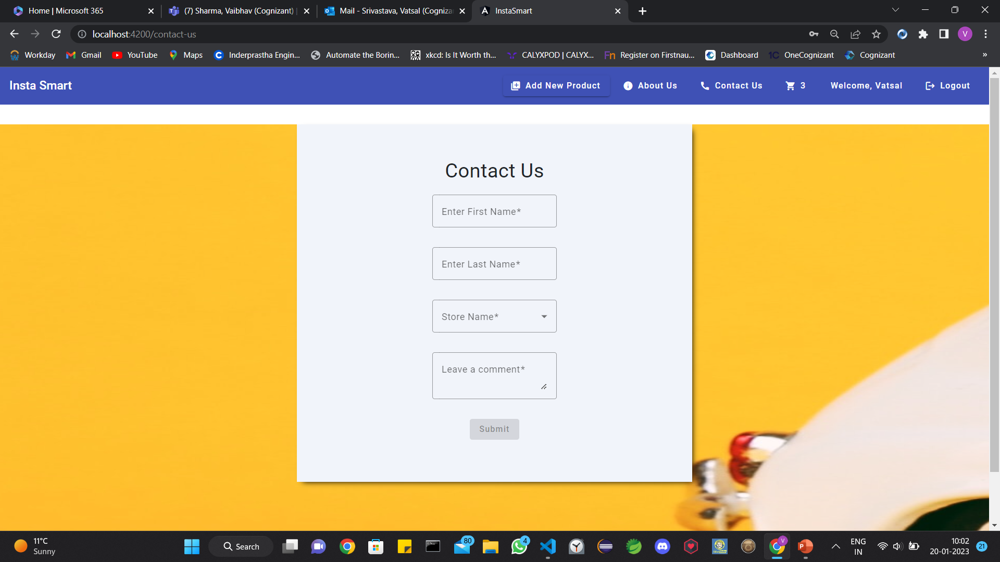 Home | Microsoft 365
(7) Sharma, Vaibhav (Cognizant) |
Mail - Srivastava, Vatsal (Cogniza
InstaSmart
localhost:4200/contact-us
V
Workday
Gmail
YouTube
Maps
Inderprastha Engin...
Automate the Borin...
xkcd: Is It Worth th...
CALYXPOD | CALYX...
Fn Register on Firstnau...
Dashboard
1C OneCognizant
Cognizant
»
Insta Smart
Add New Product
About Us
Contact Us
3
Welcome, Vatsal
Logout
Contact Us
Enter First Name*
Enter Last Name*
Store Name*
Leave a comment*
Submit
11°C
Sunny
Search
80
4
V
P
ENG
IN
10:02
20-01-2023
21